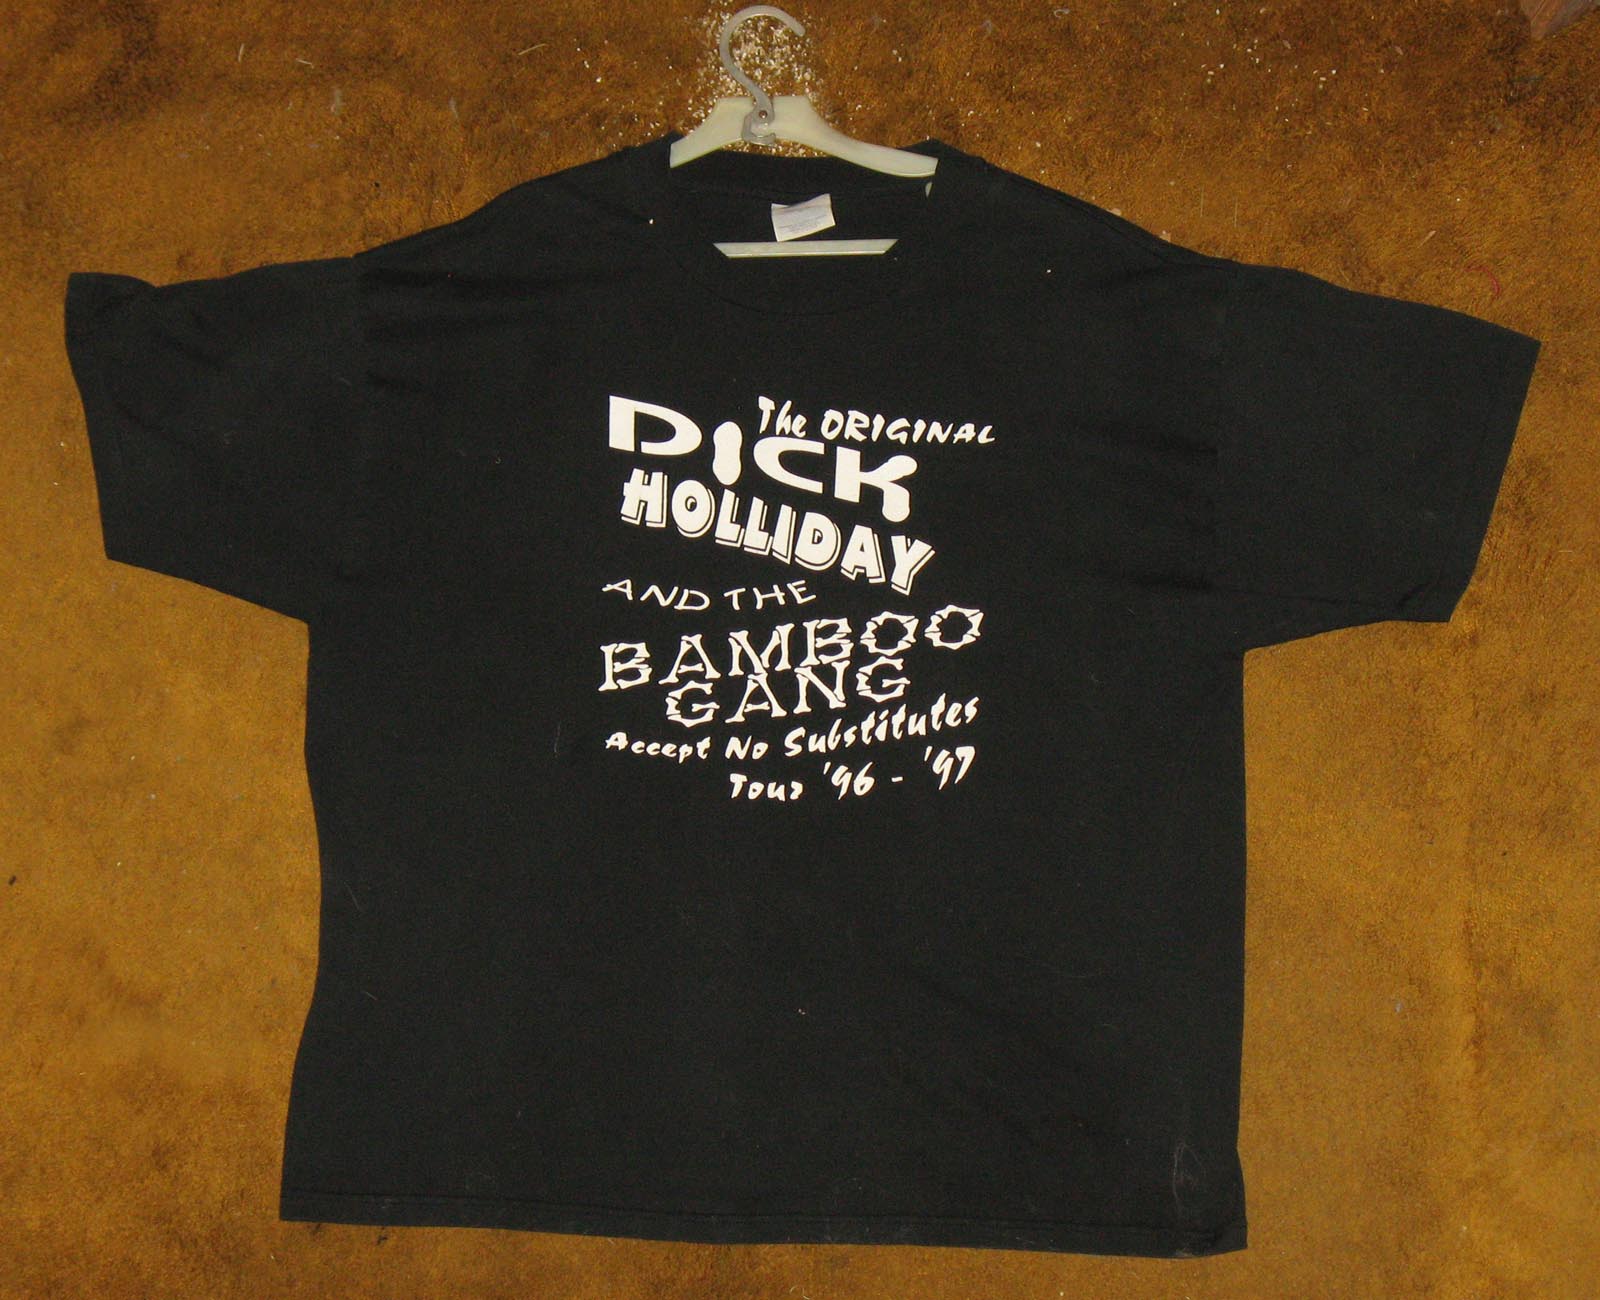 The ORIGINAL
DICK
HOLLIDAY
AND THE
BAMBOO
GANG
Accept No Substitutes
Tour '96 - '97